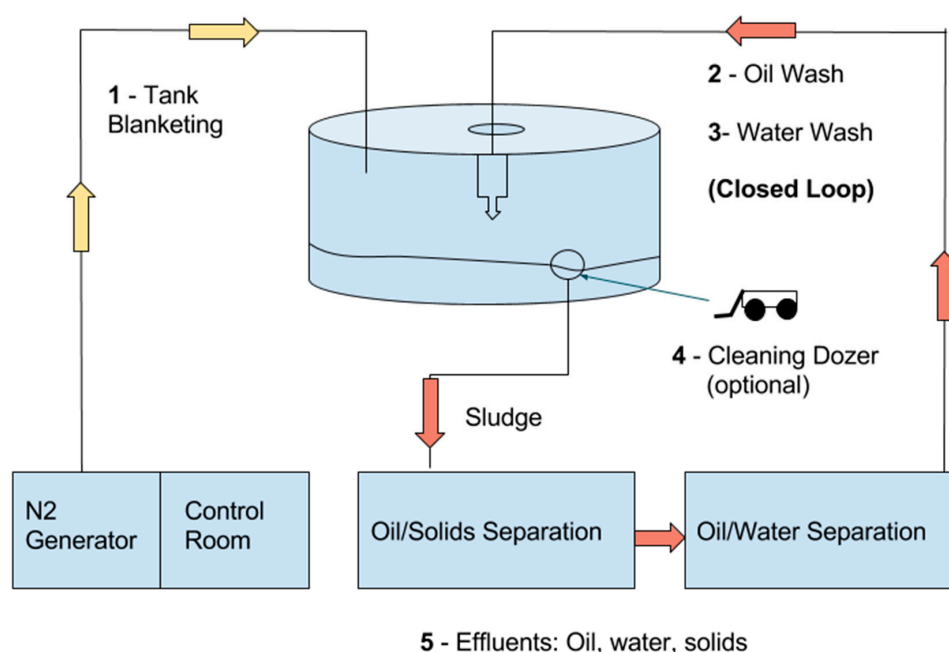 1 - Tank
Blanketing
2 - Oil Wash
3- Water Wash
(Closed Loop)
4 - Cleaning Dozer
(optional)
Sludge
N2
Generator
Control
Room
Oil/Solids Separation
Oil/Water Separation
5 - Effluents: Oil, water, solids